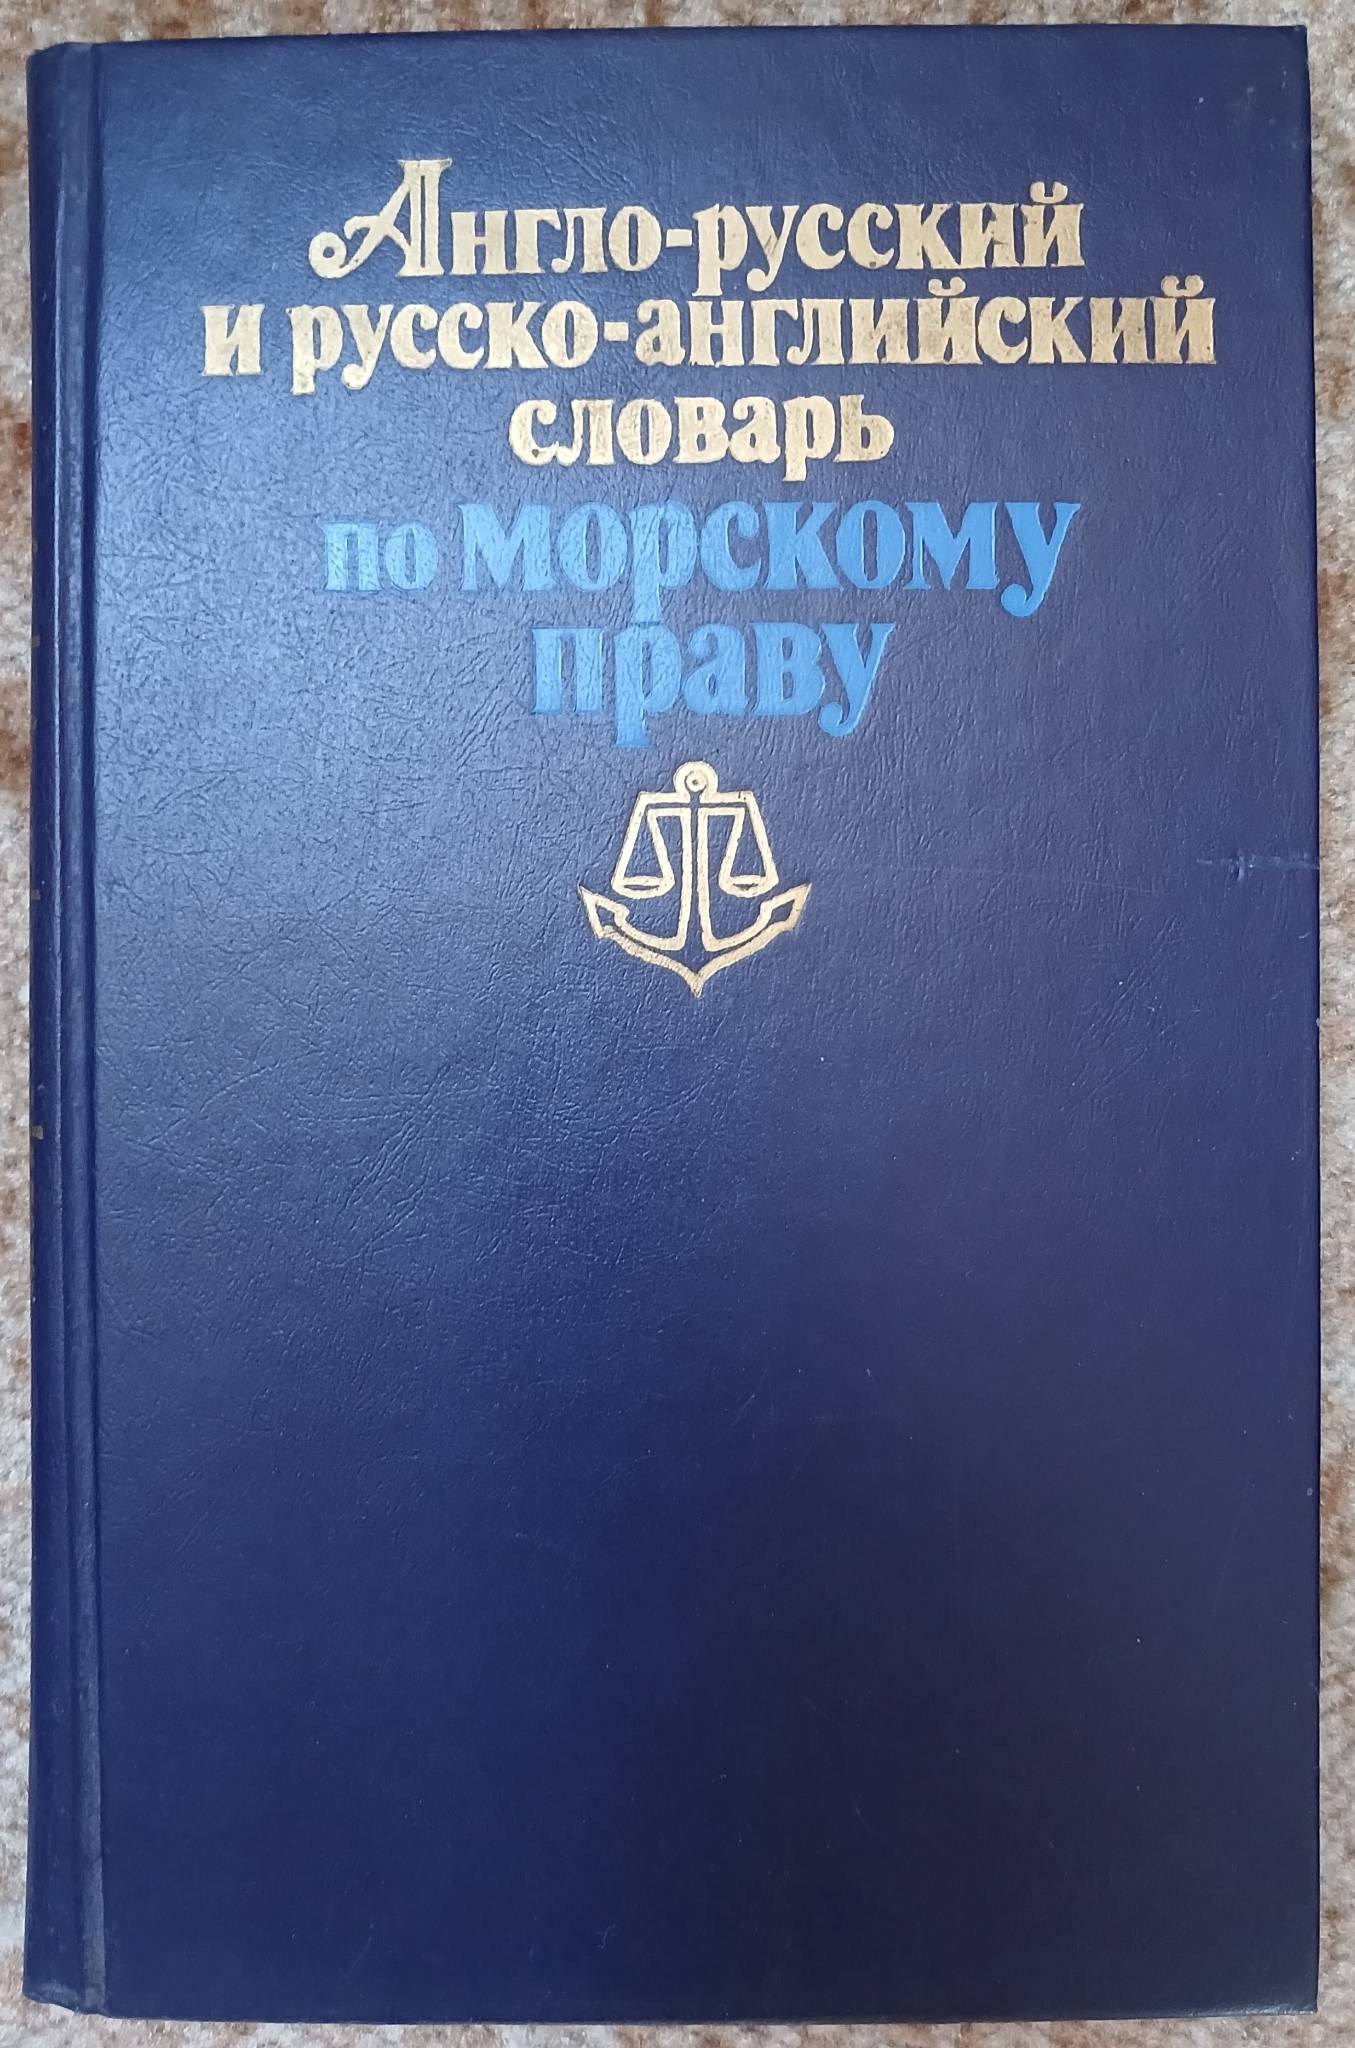 Англо-русский
и русско-английский
словарь
по морскому
праву